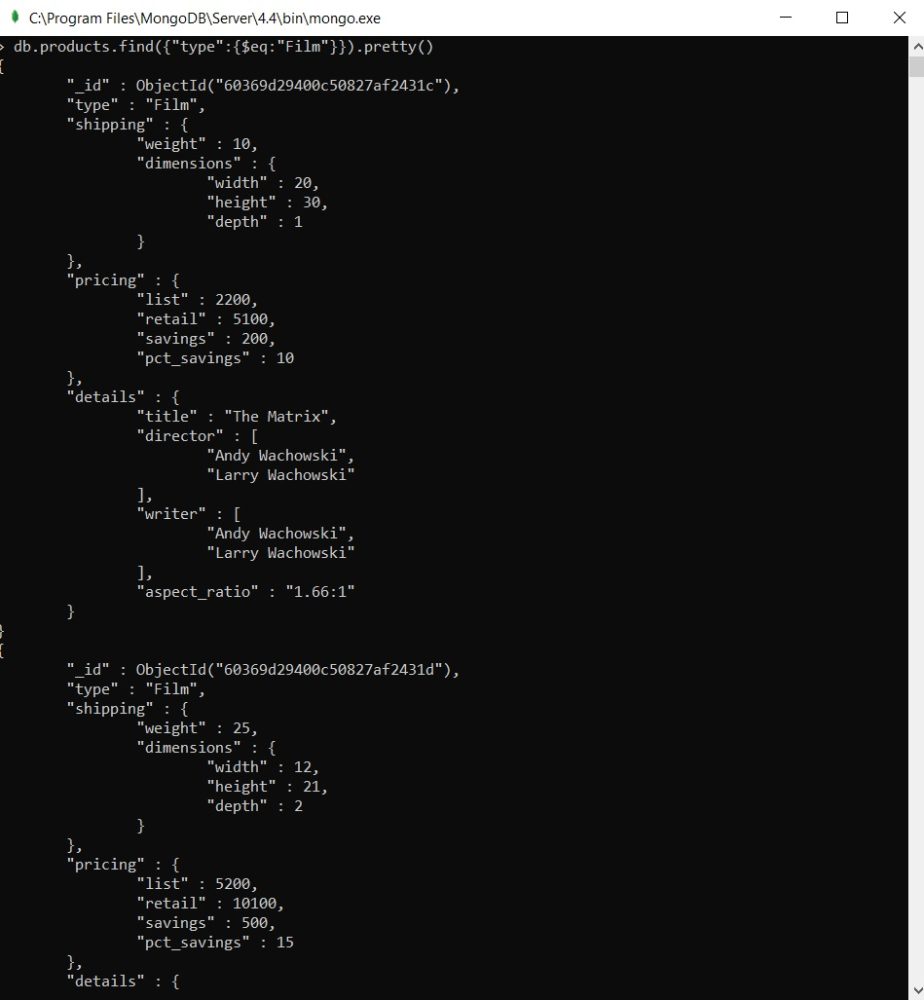 C:\Program Files\MongoDB\Server\4.4\bin\mongo.exe
> db.products.find({"type":{$eq:"Film"}}).pretty()
{
        "_id" : ObjectId("60369d29400c50827af2431c"),
        "type" : "Film",
        "shipping" : {
                "weight" : 10,
                "dimensions" : {
                        "width" : 20,
                        "height" : 30,
                        "depth" : 1
                }
        },
        "pricing" : {
                "list" : 2200,
                "retail" : 5100,
                "savings" : 200,
                "pct_savings" : 10
        },
        "details" : {
                "title" : "The Matrix",
                "director" : [
                        "Andy Wachowski",
                        "Larry Wachowski"
                ],
                "writer" : [
                        "Andy Wachowski",
                        "Larry Wachowski"
                ],
                "aspect_ratio" : "1.66:1"
        }
}
{
        "_id" : ObjectId("60369d29400c50827af2431d"),
        "type" : "Film",
        "shipping" : {
                "weight" : 25,
                "dimensions" : {
                        "width" : 12,
                        "height" : 21,
                        "depth" : 2
                }
        },
        "pricing" : {
                "list" : 5200,
                "retail" : 10100,
                "savings" : 500,
                "pct_savings" : 15
        },
        "details" : {